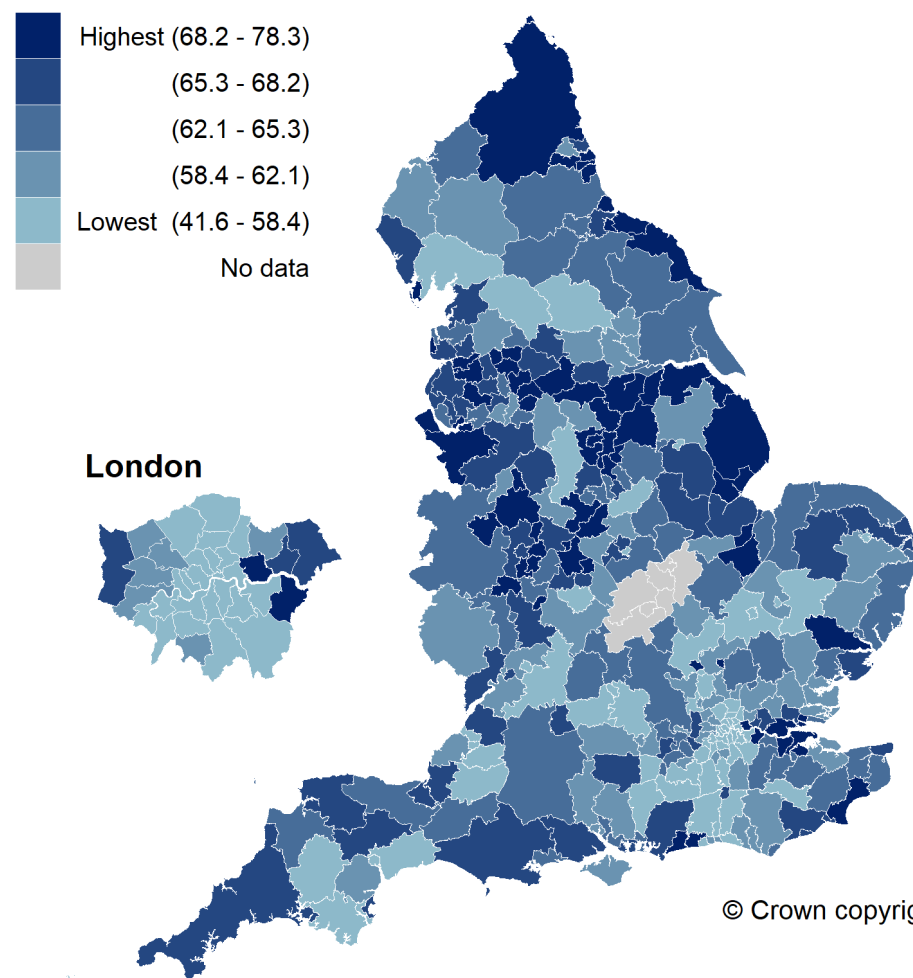 Highest (68.2 - 78.3)
(65.3 - 68.2)
(62.1 - 65.3)
(58.4 - 62.1)
Lowest (41.6 - 58.4)
No data
London
© Crown copyrig